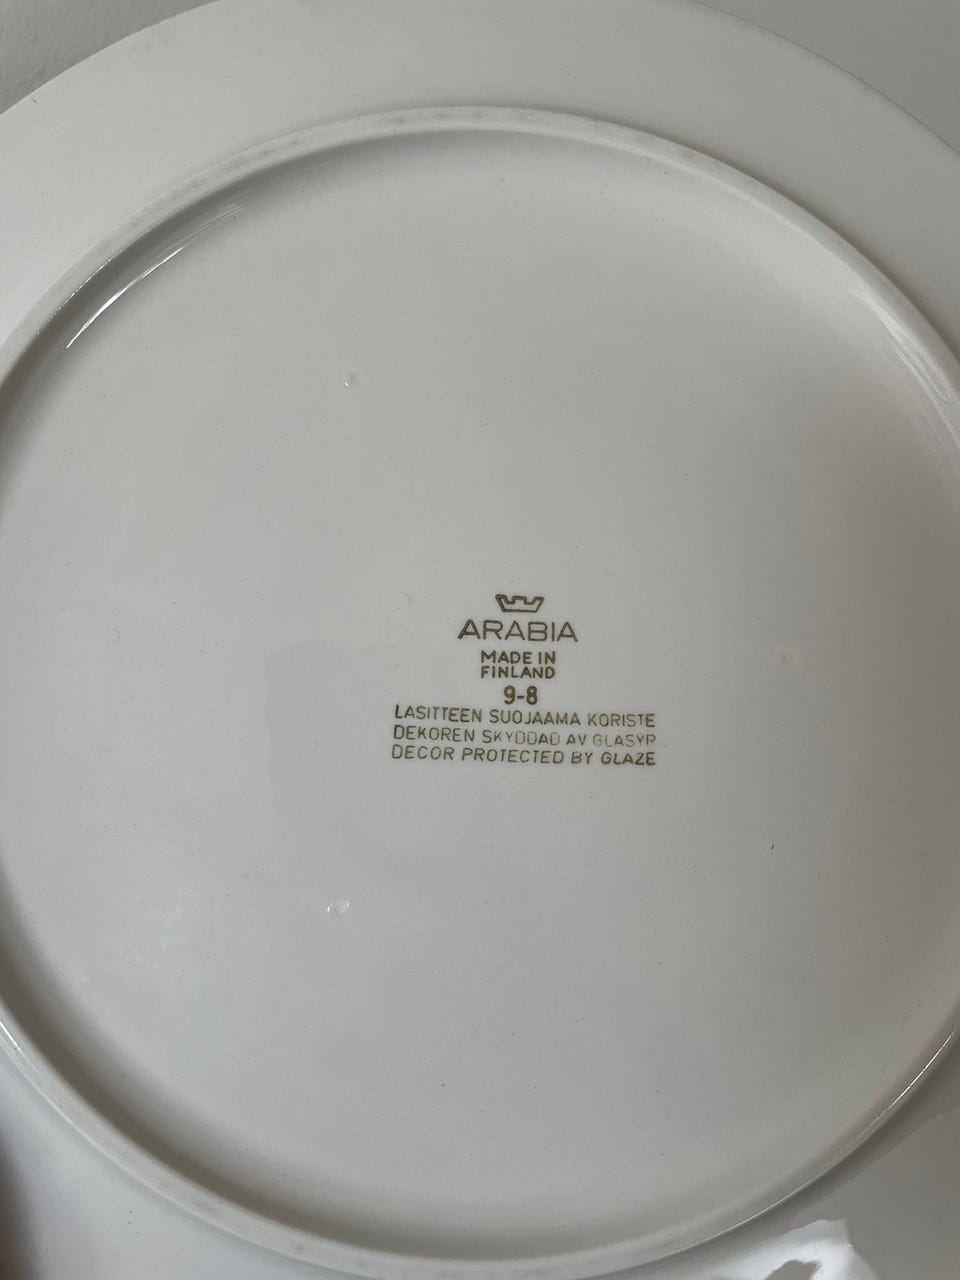 ARABIA
MADE IN
FINLAND
9-8
LASITTEEN SUOJAAMA KORISTE
DEKOREN SKYDDAD AV GLASYR
DECOR PROTECTED BY GLAZE